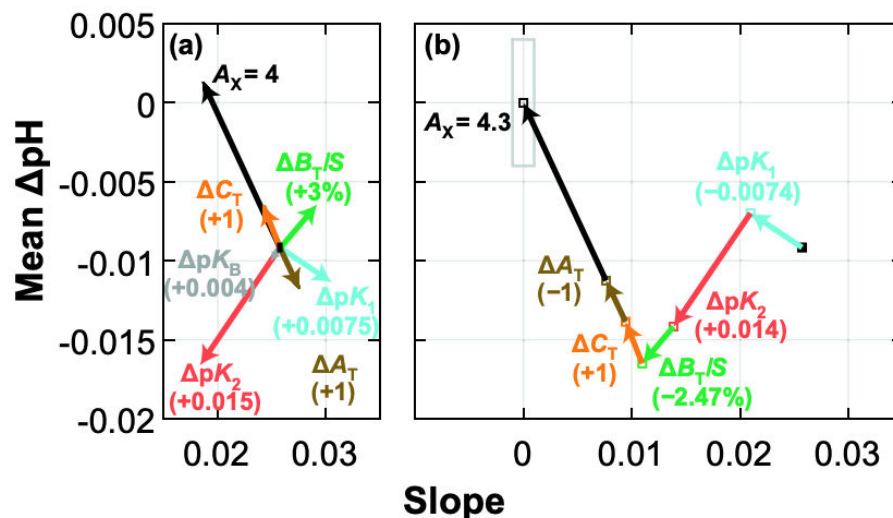 0.005
0
-0.005
-0.01
-0.015
-0.02
Mean ΔpH
(a)
A_X = 4
ΔB_T/S
(+3%)
ΔC_T
(+1)
ΔpK_B
(+0.004)
ΔpK_1
(+0.0075)
ΔpK_2
(+0.015)
ΔA_T
(+1)
0.02
0.03
(b)
A_X = 4.3
ΔpK_1
(−0.0074)
ΔA_T
(−1)
ΔpK_2
(+0.014)
ΔC_T
(+1)
ΔB_T/S
(−2.47%)
0
0.01
0.02
0.03
Slope